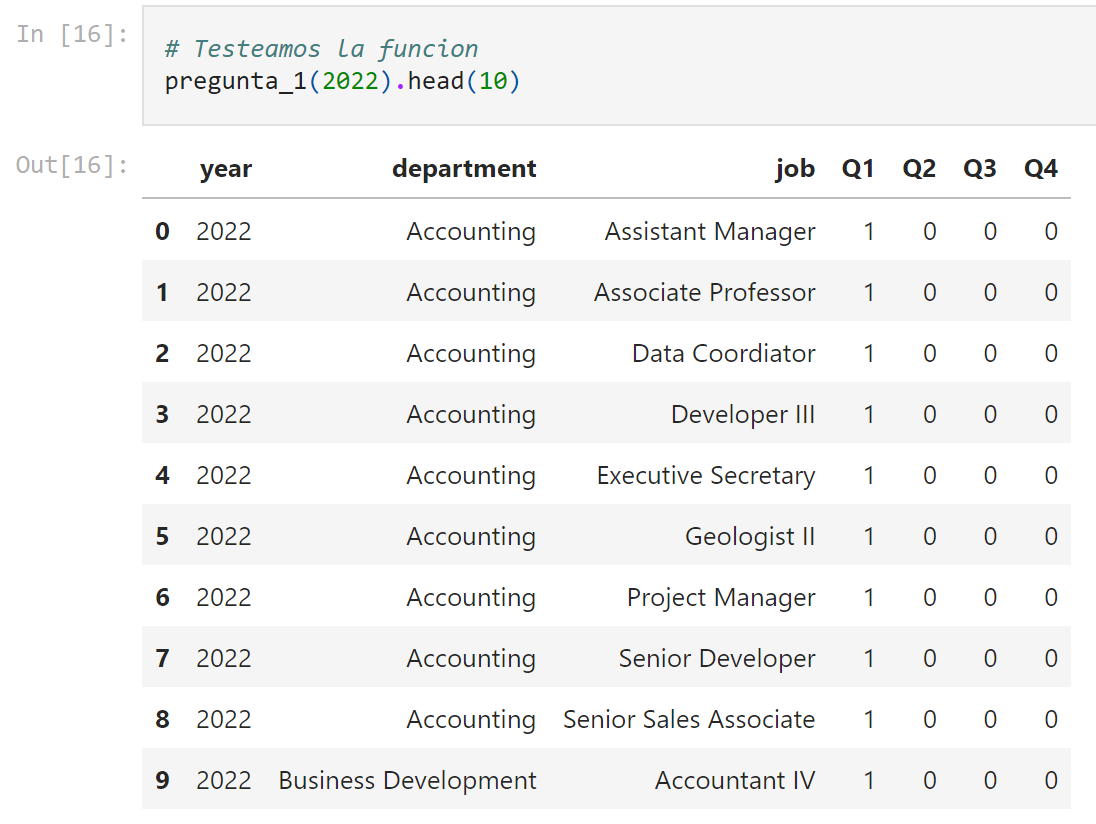 In [16]:
# Testeamos la funcion
pregunta_1(2022).head(10)
Out[16]:
year department job Q1 Q2 Q3 Q4
0 2022 Accounting Assistant Manager 1 0 0 0
1 2022 Accounting Associate Professor 1 0 0 0
2 2022 Accounting Data Coordiator 1 0 0 0
3 2022 Accounting Developer III 1 0 0 0
4 2022 Accounting Executive Secretary 1 0 0 0
5 2022 Accounting Geologist II 1 0 0 0
6 2022 Accounting Project Manager 1 0 0 0
7 2022 Accounting Senior Developer 1 0 0 0
8 2022 Accounting Senior Sales Associate 1 0 0 0
9 2022 Business Development Accountant IV 1 0 0 0